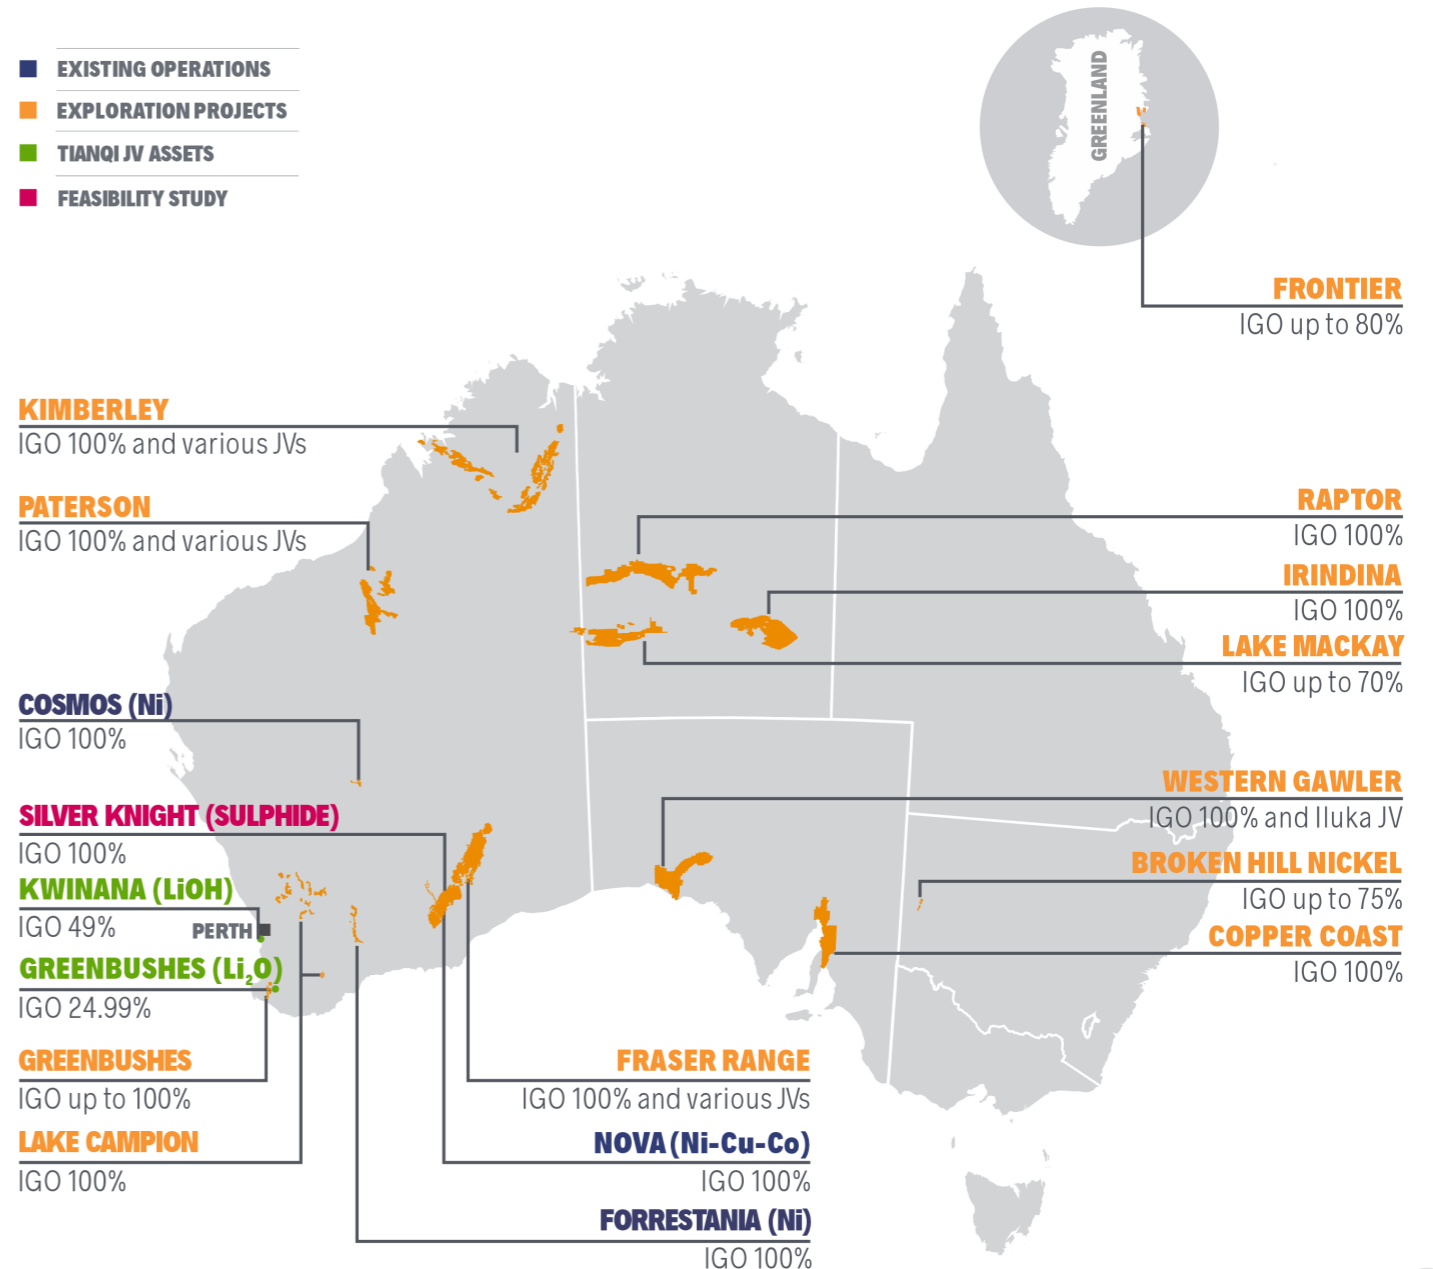 EXISTING OPERATIONS
EXPLORATION PROJECTS
TIANQI JV ASSETS
FEASIBILITY STUDY
GREENLAND
FRONTIER
IGO up to 80%
KIMBERLEY
IGO 100% and various JVs
PATERSON
IGO 100% and various JVs
RAPTOR
IGO 100%
IRINDINA
IGO 100%
LAKE MACKAY
IGO up to 70%
COSMOS (Ni)
IGO 100%
SILVER KNIGHT (SULPHIDE)
IGO 100%
KWINANA (LiOH)
IGO 49%
PERTH
GREENBUSHES (Li₂O)
IGO 24.99%
GREENBUSHES
IGO up to 100%
LAKE CAMPION
IGO 100%
WESTERN GAWLER
IGO 100% and Iluka JV
BROKEN HILL NICKEL
IGO up to 75%
COPPER COAST
IGO 100%
FRASER RANGE
IGO 100% and various JVs
NOVA (Ni-Cu-Co)
IGO 100%
FORRESTANIA (Ni)
IGO 100%